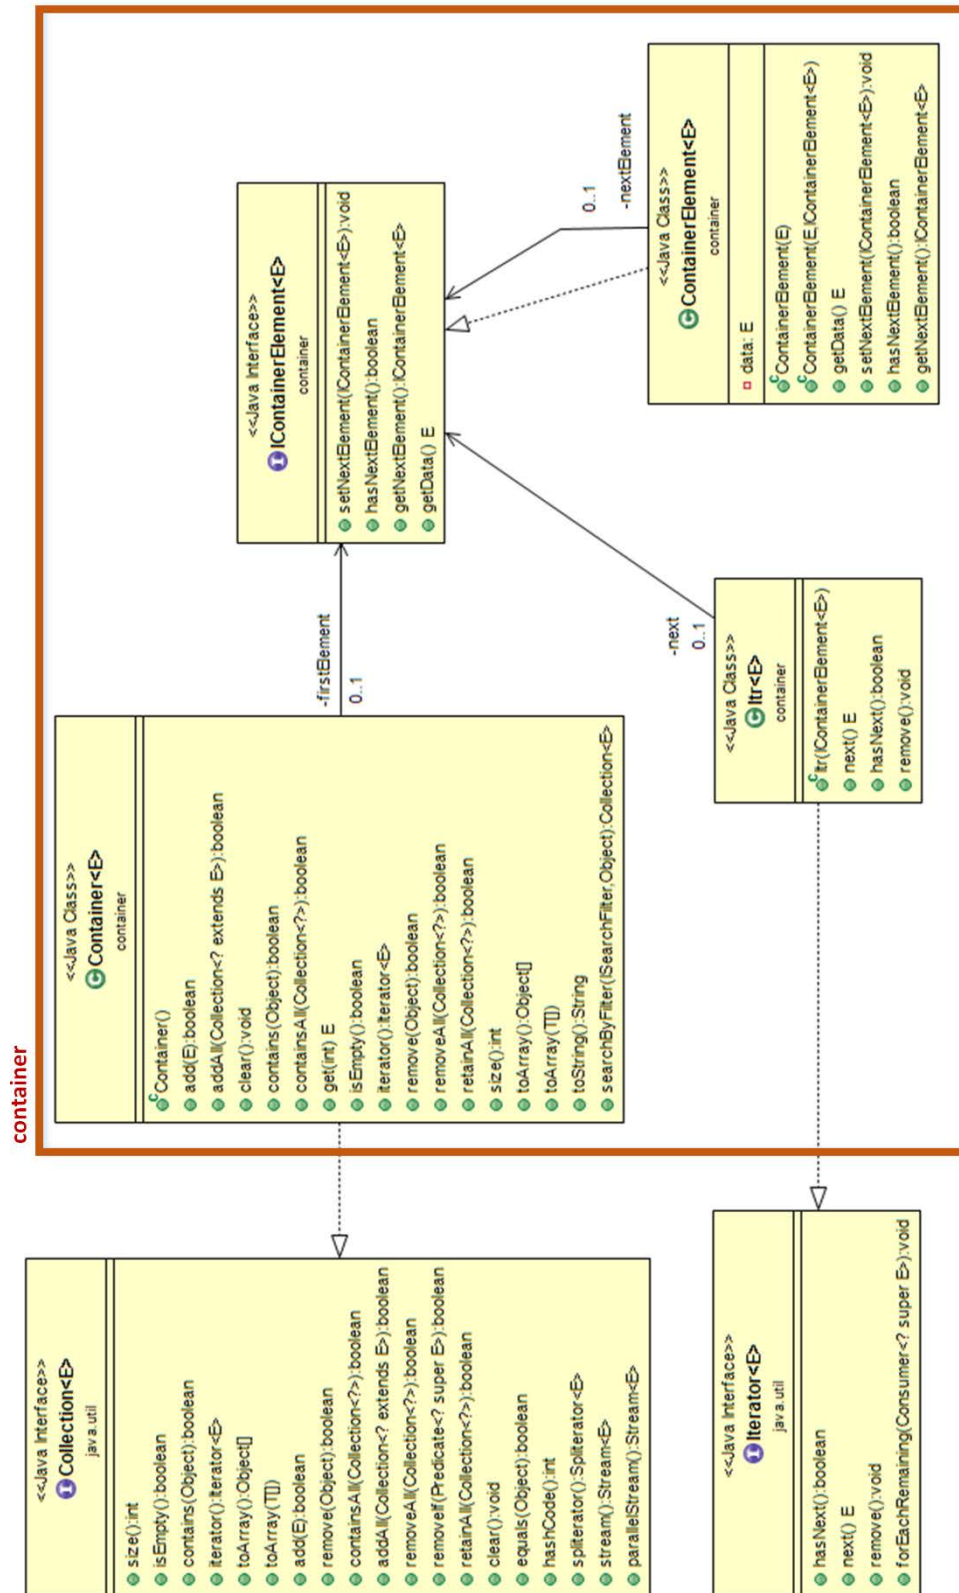 container
<<Java Interface>>
Collection<E>
java.util
size():int
isEmpty():boolean
contains(Object):boolean
iterator():Iterator<E>
toArray():Object[]
toArray(T[])
add(E):boolean
remove(Object):boolean
containsAll(Collection<?>):boolean
addAll(Collection<? extends E>):boolean
removeAll(Collection<?>):boolean
removeIf(Predicate<? super E>):boolean
retainAll(Collection<?>):boolean
clear():void
equals(Object):boolean
hashCode():int
spliterator():Spliterator<E>
stream():Stream<E>
parallelStream():Stream<E>
<<Java Class>>
Container<E>
container
Container()
add(E):boolean
addAll(Collection<? extends E>):boolean
clear():void
contains(Object):boolean
containsAll(Collection<?>):boolean
get(int) E
isEmpty():boolean
iterator():Iterator<E>
remove(Object):boolean
removeAll(Collection<?>):boolean
retainAll(Collection<?>):boolean
size():int
toArray():Object[]
toArray(T[])
toString():String
searchByFilter(ISearchFilter,Object):Collection<E>
-firstElement
0..1
<<Java Interface>>
IContainerElement<E>
container
setNextElement(IContainerElement<E>):void
hasNextElement():boolean
getNextElement():IContainerElement<E>
getData() E
<<Java Interface>>
Iterator<E>
java.util
hasNext():boolean
next() E
remove():void
forEachRemaining(Consumer<? super E>):void
<<Java Class>>
Itr<E>
container
Itr(IContainerElement<E>)
next() E
hasNext():boolean
remove():void
-next
0..1
0..1
-nextElement
<<Java Class>>
ContainerElement<E>
container
data: E
ContainerElement(E)
ContainerElement(E,IContainerElement<E>)
getData() E
setNextElement(IContainerElement<E>):void
hasNextElement():boolean
getNextElement():IContainerElement<E>